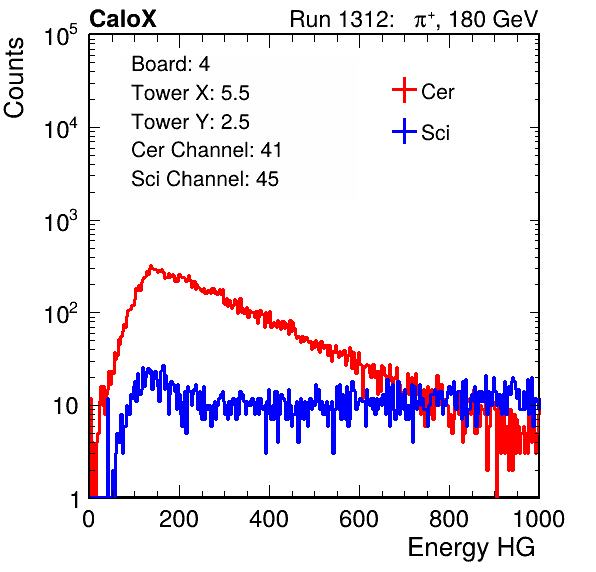 CaloX Run 1312: π⁺, 180 GeV
Counts
Board: 4
Tower X: 5.5
Tower Y: 2.5
Cer Channel: 41
Sci Channel: 45
Cer
Sci
10⁵
10⁴
10³
10²
10
1
0 200 400 600 800 1000
Energy HG